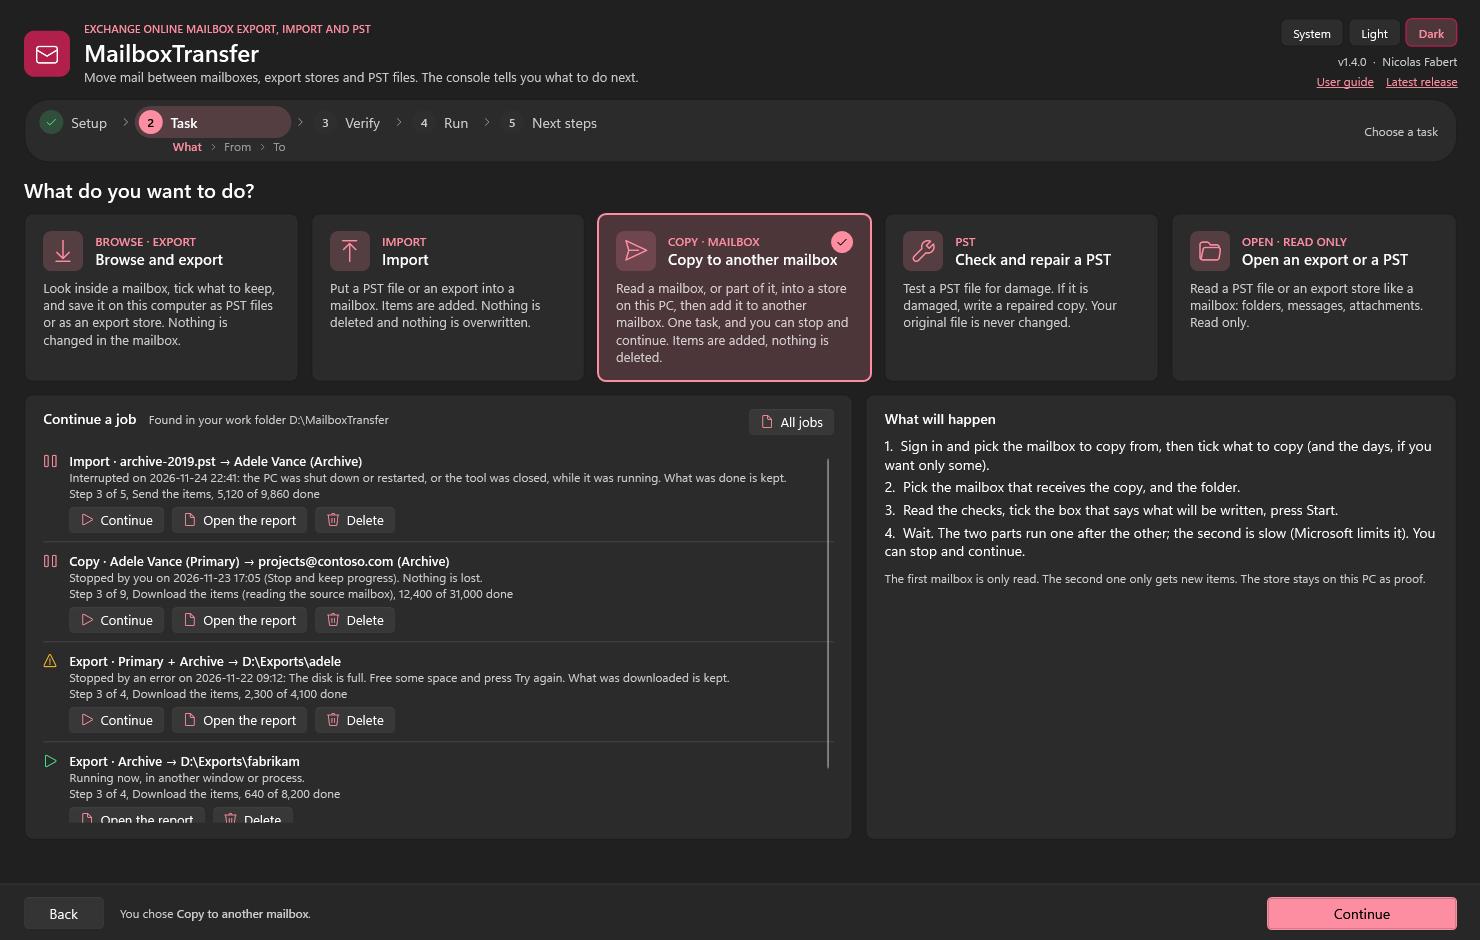 EXCHANGE ONLINE MAILBOX EXPORT, IMPORT AND PST
MailboxTransfer
Move mail between mailboxes, export stores and PST files. The console tells you what to do next.
System
Light
Dark
v1.4.0 · Nicolas Fabert
User guide
Latest release
Setup
2 Task
3 Verify
4 Run
5 Next steps
What
From
To
Choose a task
What do you want to do?
BROWSE · EXPORT
Browse and export
Look inside a mailbox, tick what to keep,
and save it on this computer as PST files
or as an export store. Nothing is
changed in the mailbox.
IMPORT
Import
Put a PST file or an export into a
mailbox. Items are added. Nothing is
deleted and nothing is overwritten.
COPY · MAILBOX
Copy to another mailbox
Read a mailbox, or part of it, into a store
on this PC, then add it to another
mailbox. One task, and you can stop and
continue. Items are added, nothing is
deleted.
PST
Check and repair a PST
Test a PST file for damage. If it is
damaged, write a repaired copy. Your
original file is never changed.
OPEN · READ ONLY
Open an export or a PST
Read a PST file or an export store like a
mailbox: folders, messages, attachments.
Read only.
Continue a job
Found in your work folder D:\MailboxTransfer
All jobs
Import · archive-2019.pst → Adele Vance (Archive)
Interrupted on 2026-11-24 22:41: the PC was shut down or restarted, or the tool was closed, while it was running. What was done is kept.
Step 3 of 5, Send the items, 5,120 of 9,860 done
Continue
Open the report
Delete
Copy · Adele Vance (Primary) → projects@contoso.com (Archive)
Stopped by you on 2026-11-23 17:05 (Stop and keep progress). Nothing is lost.
Step 3 of 9, Download the items (reading the source mailbox), 12,400 of 31,000 done
Continue
Open the report
Delete
Export · Primary + Archive → D:\Exports\adele
Stopped by an error on 2026-11-22 09:12: The disk is full. Free some space and press Try again. What was downloaded is kept.
Step 3 of 4, Download the items, 2,300 of 4,100 done
Continue
Open the report
Delete
Export · Archive → D:\Exports\fabrikam
Running now, in another window or process.
Step 3 of 4, Download the items, 640 of 8,200 done
Open the report
Delete
What will happen
1. Sign in and pick the mailbox to copy from, then tick what to copy (and the days, if you
want only some).
2. Pick the mailbox that receives the copy, and the folder.
3. Read the checks, tick the box that says what will be written, press Start.
4. Wait. The two parts run one after the other; the second is slow (Microsoft limits it). You
can stop and continue.
The first mailbox is only read. The second one only gets new items. The store stays on this PC as proof.
Back
You chose Copy to another mailbox.
Continue